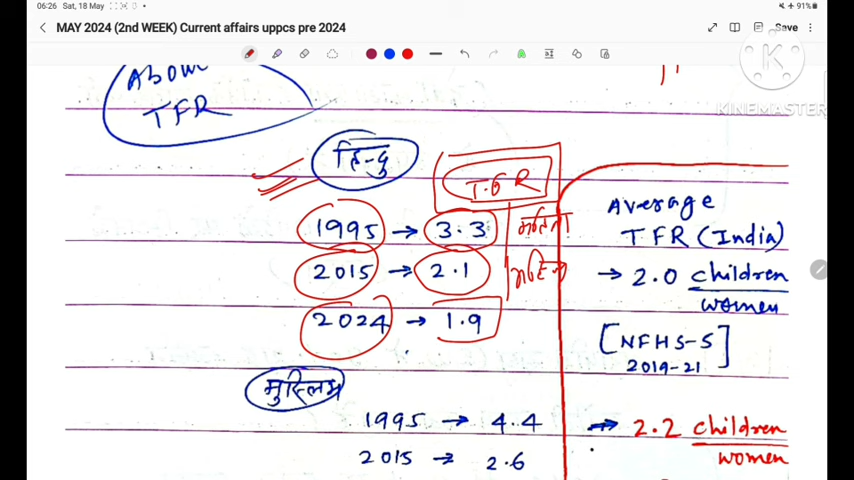 06:26 Sat, 18 May
91%
MAY 2024 (2nd WEEK) Current affairs uppcs pre 2024
Save
KINEMASTER
About
TFR
हिन्दु
1995 → 3.3
2015 → 2.1
2024 → 1.9
मुस्लिम
1995 → 4.4
2015 → 2.6
Average
TFR (India)
→ 2.0 children
women
[NFHS-5]
2019-21
→ 2.2 children
women